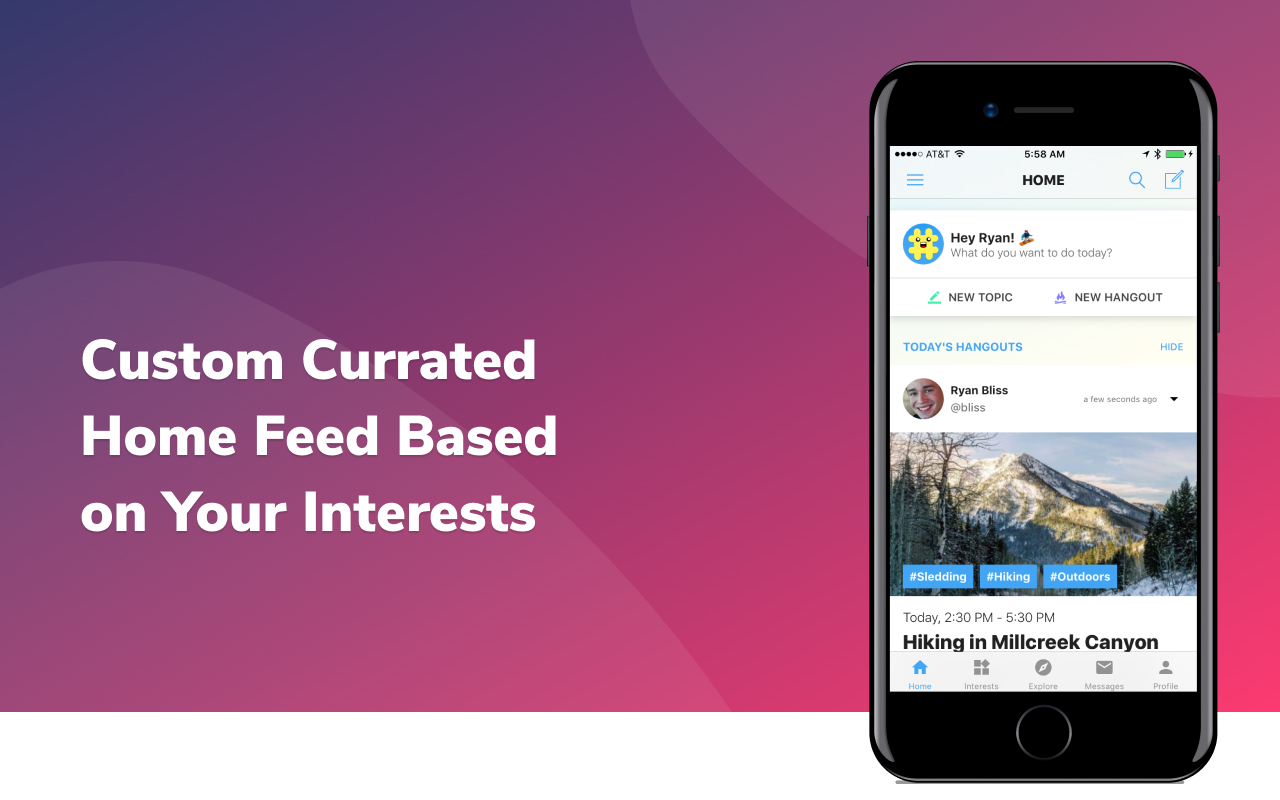 Custom Currated
Home Feed Based
on Your Interests
AT&T 5:58 AM
HOME
Hey Ryan! 🏂
What do you want to do today?
NEW TOPIC NEW HANGOUT
TODAY'S HANGOUTS HIDE
Ryan Bliss
@bliss
a few seconds ago
#Sledding #Hiking #Outdoors
Today, 2:30 PM - 5:30 PM
Hiking in Millcreek Canyon
Home Interests Explore Messages Profile